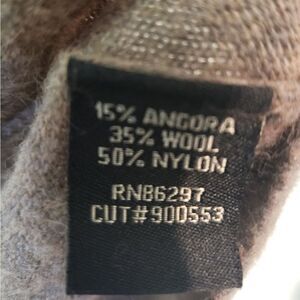 15% ANGORA
35% WOOL
50% NYLON
RN86297
CUT#900553